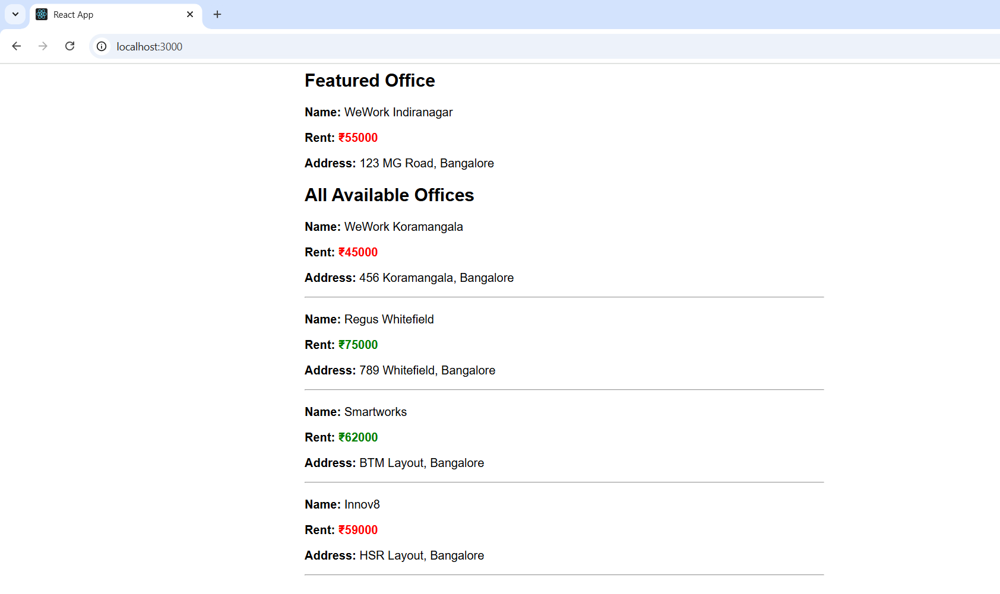 React App
localhost:3000
Featured Office
Name: WeWork Indiranagar
Rent: ₹55000
Address: 123 MG Road, Bangalore
All Available Offices
Name: WeWork Koramangala
Rent: ₹45000
Address: 456 Koramangala, Bangalore
Name: Regus Whitefield
Rent: ₹75000
Address: 789 Whitefield, Bangalore
Name: Smartworks
Rent: ₹62000
Address: BTM Layout, Bangalore
Name: Innov8
Rent: ₹59000
Address: HSR Layout, Bangalore